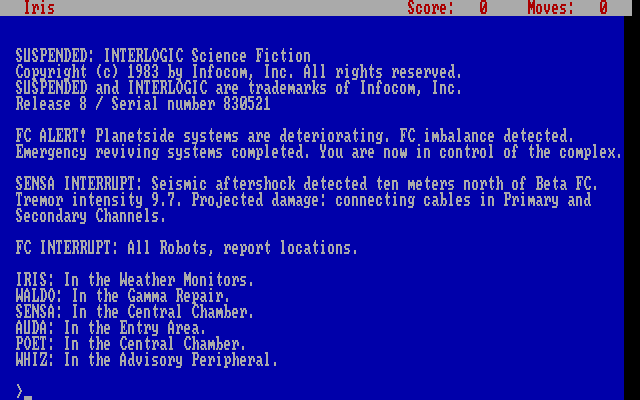 Iris Score: 0 Moves: 0
SUSPENDED: INTERLOGIC Science Fiction
Copyright (c) 1983 by Infocom, Inc. All rights reserved.
SUSPENDED and INTERLOGIC are trademarks of Infocom, Inc.
Release 8 / Serial number 830521
FC ALERT! Planetside systems are deteriorating. FC imbalance detected.
Emergency reviving systems completed. You are now in control of the complex.
SENSA INTERRUPT: Seismic aftershock detected ten meters north of Beta FC.
Tremor intensity 9.7. Projected damage: connecting cables in Primary and
Secondary Channels.
FC INTERRUPT: All Robots, report locations.
IRIS: In the Weather Monitors.
WALDO: In the Gamma Repair.
SENSA: In the Central Chamber.
AUDA: In the Entry Area.
POET: In the Central Chamber.
WHIZ: In the Advisory Peripheral.
>_